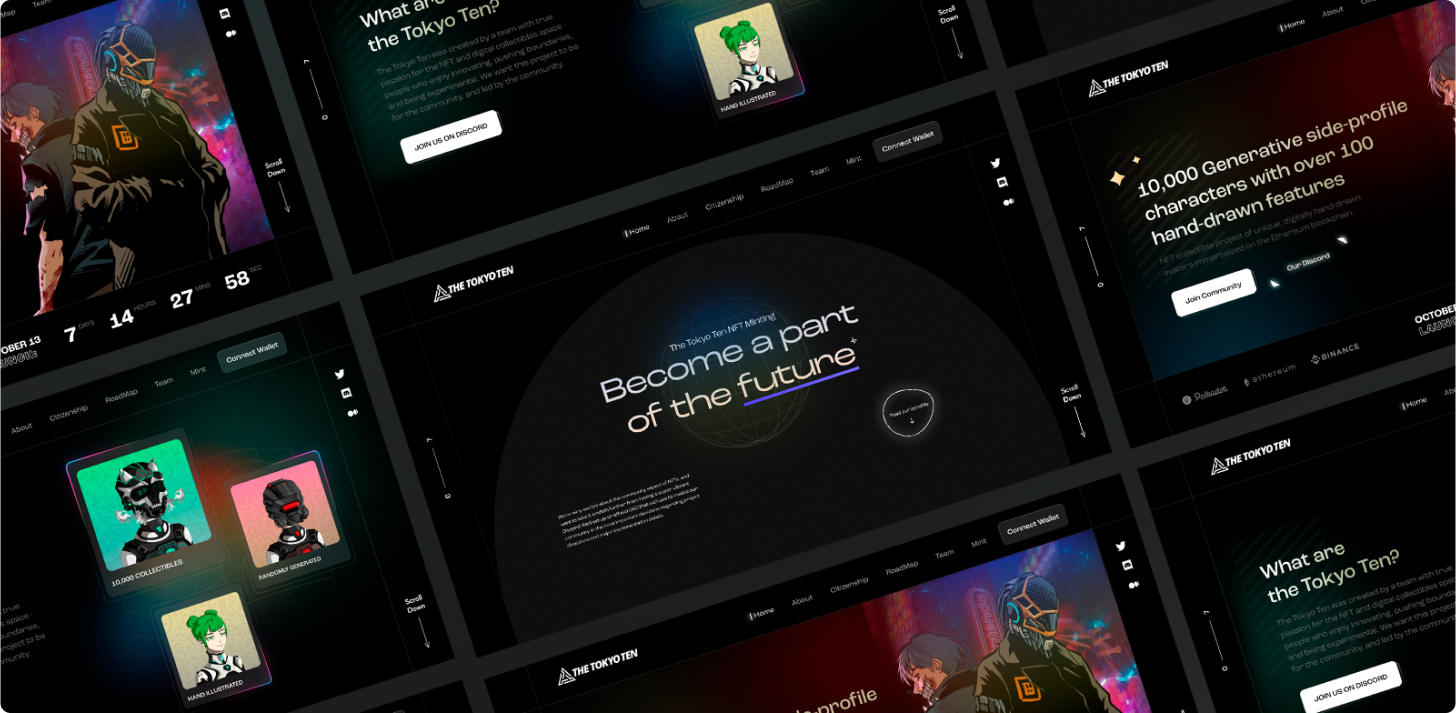 Map
Team
Scroll
Down
7
DAYS
14
HOURS
27
MINS
58
SEC
OBER 13
What are
the Tokyo Ten?
The Tokyo Ten was created by a team with true
passion for the NFT and digital collectibles space -
people who enjoy innovating, pushing boundaries,
and being experimental. We want this project to be
for the community, and led by the community.
JOIN US ON DISCORD
0
HAND ILLUSTRATED
Scroll
Down
Home
About
THE TOKYO TEN
10,000 Generative side-profile
characters with over 100
hand-drawn features
NFT collectible project of unique, digitally hand-drawn
avatars immortalized on the Ethereum blockchain.
Join Community
Our Discord
0
OCTOBER
Polkadot.
ethereum
BINANCE
About
Citizenship
RoadMap
Team
Mint
Connect Wallet
10,000 COLLECTIBLES
RANDOMLY GENERATED
HAND ILLUSTRATED
Scroll
Down
true
space
undaries,
project to be
munity.
THE TOKYO TEN
Home
About
Citizenship
RoadMap
Team
Mint
Connect Wallet
The Tokyo Ten NFT Minting
Become a part
of the future
Read our benefits
Scroll
Down
0
THE TOKYO TEN
Home
About
Citizenship
RoadMap
Team
Mint
Connect Wallet
side-profile
THE TOKYO TEN
Home
What are
the Tokyo Ten?
The Tokyo Ten was created by a team with true
passion for the NFT and digital collectibles space
people who enjoy innovating, pushing boundaries,
and being experimental. We want this project to be
for the community, and led by the community.
JOIN US ON DISCORD
0